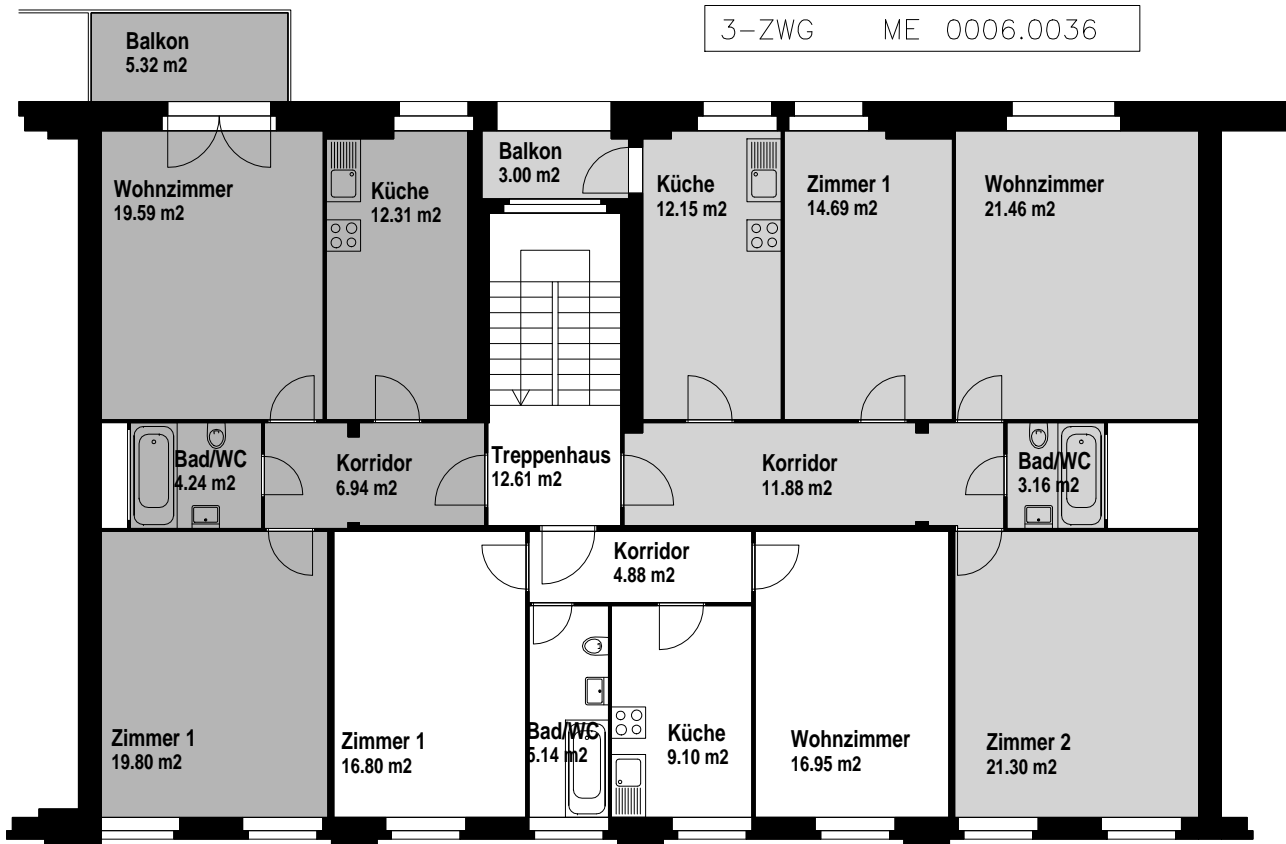 3-ZWG ME 0006.0036
Balkon
5.32 m2
Wohnzimmer
19.59 m2
Küche
12.31 m2
Balkon
3.00 m2
Küche
12.15 m2
Zimmer 1
14.69 m2
Wohnzimmer
21.46 m2
Bad/WC
4.24 m2
Korridor
6.94 m2
Treppenhaus
12.61 m2
Korridor
11.88 m2
Bad/WC
3.16 m2
Korridor
4.88 m2
Zimmer 1
19.80 m2
Zimmer 1
16.80 m2
Bad/WC
5.14 m2
Küche
9.10 m2
Wohnzimmer
16.95 m2
Zimmer 2
21.30 m2